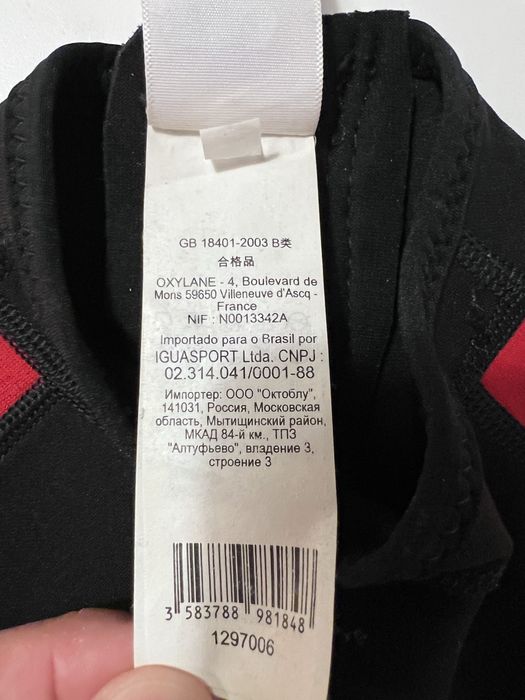 GB 18401-2003 B类
合格品
OXYLANE - 4, Boulevard de
Mons 59650 Villeneuve d'Ascq -
France
NIF : N0013342A
Importado para o Brasil por
IGUASPORT Ltda. CNPJ :
02.314.041/0001-88
Импортер: ООО "Октоблу",
141031, Россия, Московская
область, Мытищинский район,
МКАД 84-й км., ТПЗ
"Алтуфьево", владение 3,
строение 3
3 583788 981848
1297006